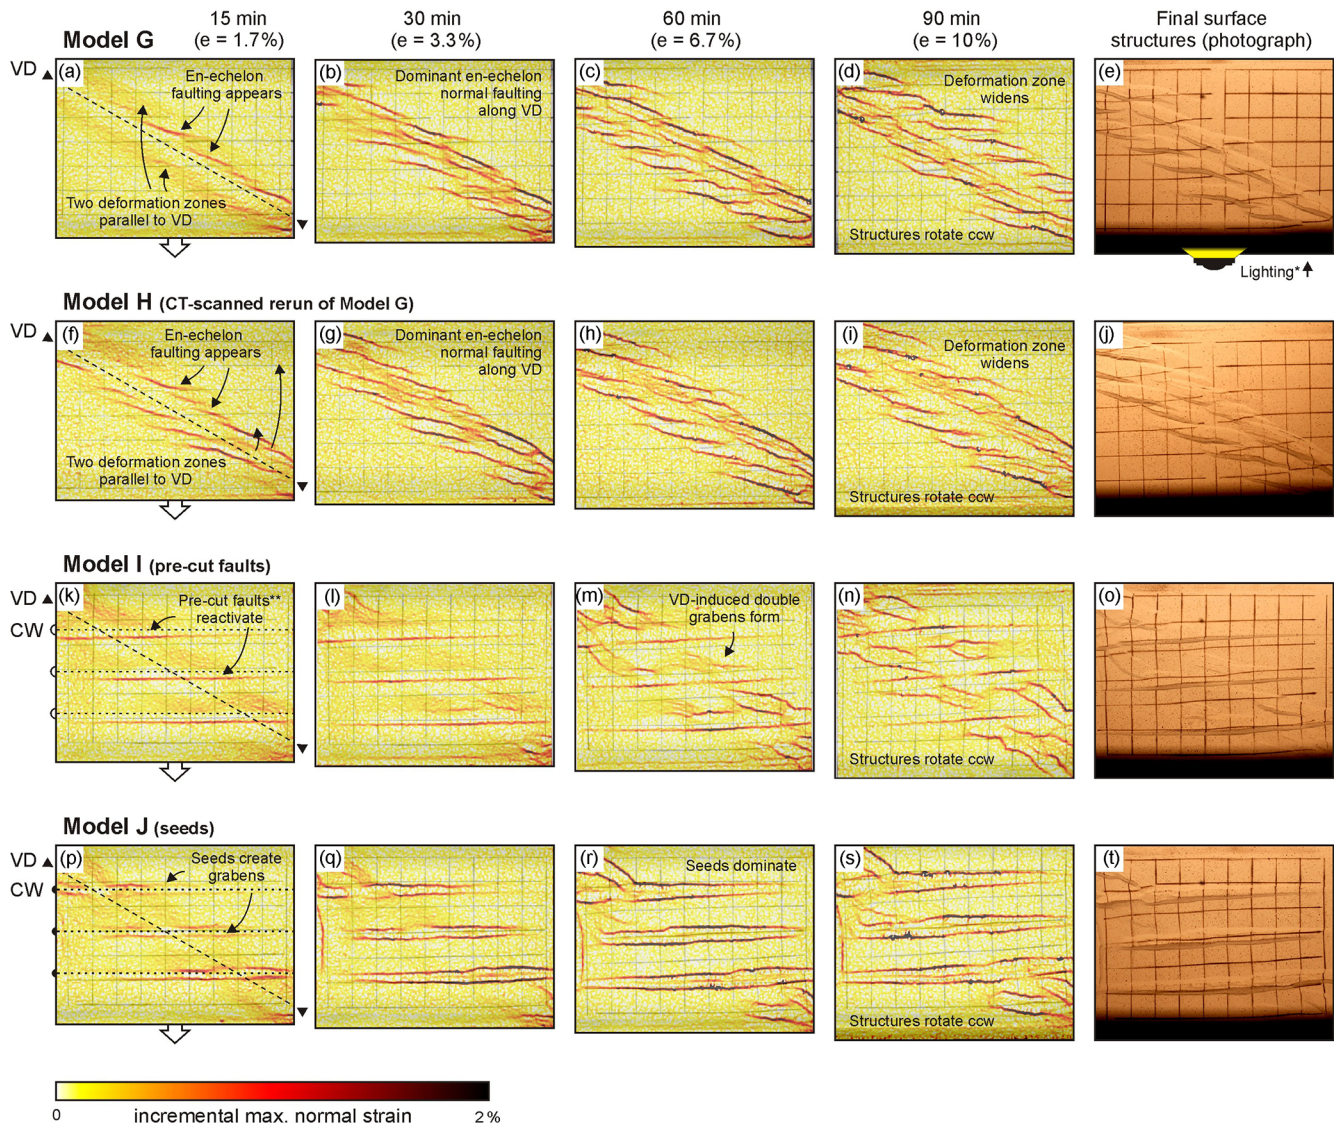 15 min
(e = 1.7%)
30 min
(e = 3.3%)
60 min
(e = 6.7%)
90 min
(e = 10%)
Final surface
structures (photograph)
Model G
VD
(a)
En-echelon
faulting appears
Two deformation zones
parallel to VD
(b)
Dominant en-echelon
normal faulting
along VD
(c)
(d)
Deformation zone
widens
Structures rotate ccw
(e)
Lighting*
Model H (CT-scanned rerun of Model G)
VD
(f)
En-echelon
faulting appears
Two deformation zones
parallel to VD
(g)
Dominant en-echelon
normal faulting
along VD
(h)
(i)
Deformation zone
widens
Structures rotate ccw
(j)
Model I (pre-cut faults)
VD
CW
(k)
Pre-cut faults**
reactivate
(l)
(m)
VD-induced double
grabens form
(n)
Structures rotate ccw
(o)
Model J (seeds)
VD
CW
(p)
Seeds create
grabens
(q)
(r)
Seeds dominate
(s)
Structures rotate ccw
(t)
0
incremental max. normal strain
2%